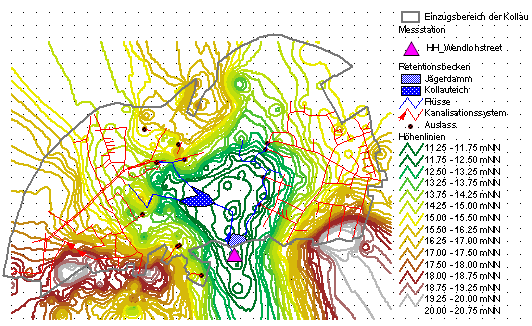 Einzugsbereich der Kollau
Messstation
HH_Wendlohstreet
Retentionsbecken
Jägerdamm
Kollauteich
Flüsse
Kanalisationssystem
Auslass.
Höhenlinien
11.25 - 11.75 mNN
11.75 - 12.50 mNN
12.50 - 13.25 mNN
13.25 - 13.75 mNN
13.75 - 14.25 mNN
14.25 - 15.00 mNN
15.00 - 15.50 mNN
15.50 - 16.25 mNN
16.25 - 17.00 mNN
17.00 - 17.50 mNN
17.50 - 18.00 mNN
18.00 - 18.75 mNN
18.75 - 19.25 mNN
19.25 - 20.00 mNN
20.00 - 20.75 mNN